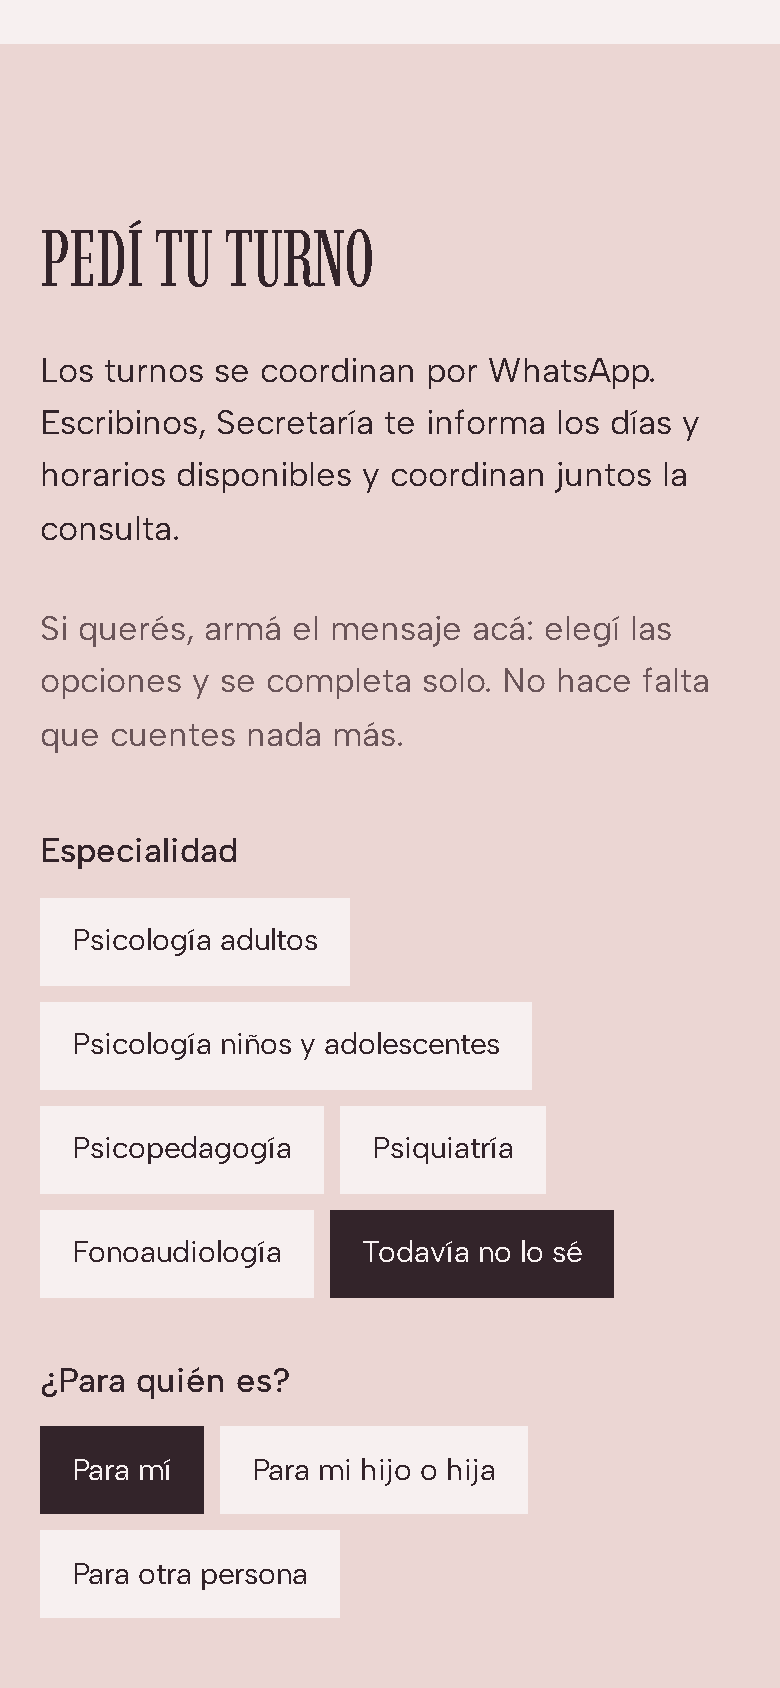 PEDÍ TU TURNO
Los turnos se coordinan por WhatsApp.
Escribinos, Secretaría te informa los días y
horarios disponibles y coordinan juntos la
consulta.
Si querés, armá el mensaje acá: elegí las
opciones y se completa solo. No hace falta
que cuentes nada más.
Especialidad
Psicología adultos
Psicología niños y adolescentes
Psicopedagogía Psiquiatría
Fonoaudiología Todavía no lo sé
¿Para quién es?
Para mí Para mi hijo o hija
Para otra persona